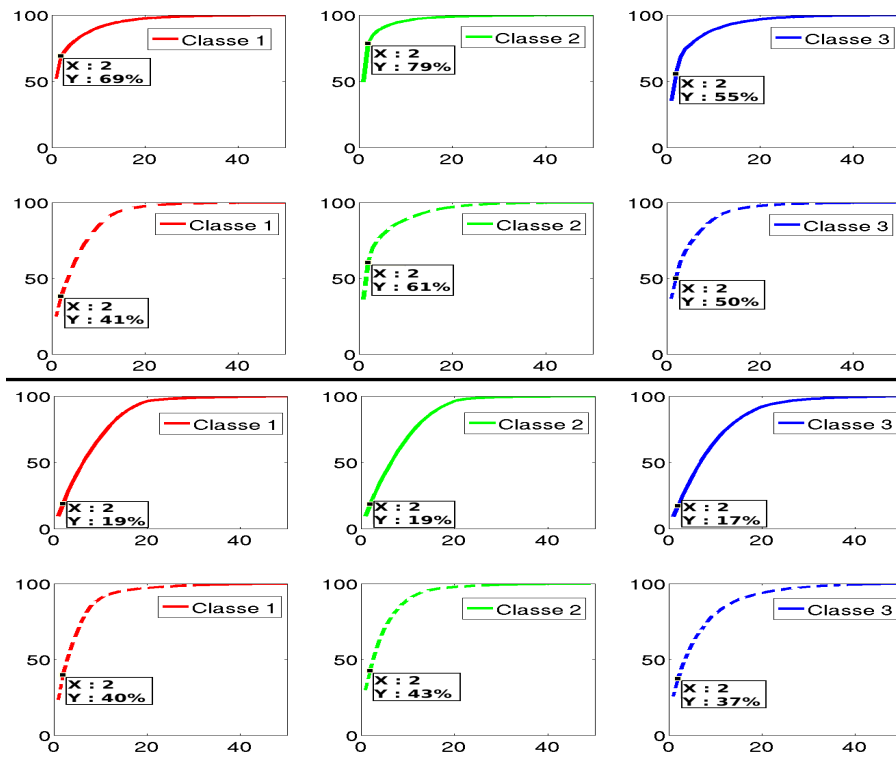 100
50
0
0
20
40
Classe 1
X : 2
Y : 69%
100
50
0
0
20
40
Classe 2
X : 2
Y : 79%
100
50
0
0
20
40
Classe 3
X : 2
Y : 55%
100
50
0
0
20
40
Classe 1
X : 2
Y : 41%
100
50
0
0
20
40
Classe 2
X : 2
Y : 61%
100
50
0
0
20
40
Classe 3
X : 2
Y : 50%
100
50
0
0
20
40
Classe 1
X : 2
Y : 19%
100
50
0
0
20
40
Classe 2
X : 2
Y : 19%
100
50
0
0
20
40
Classe 3
X : 2
Y : 17%
100
50
0
0
20
40
Classe 1
X : 2
Y : 40%
100
50
0
0
20
40
Classe 2
X : 2
Y : 43%
100
50
0
0
20
40
Classe 3
X : 2
Y : 37%